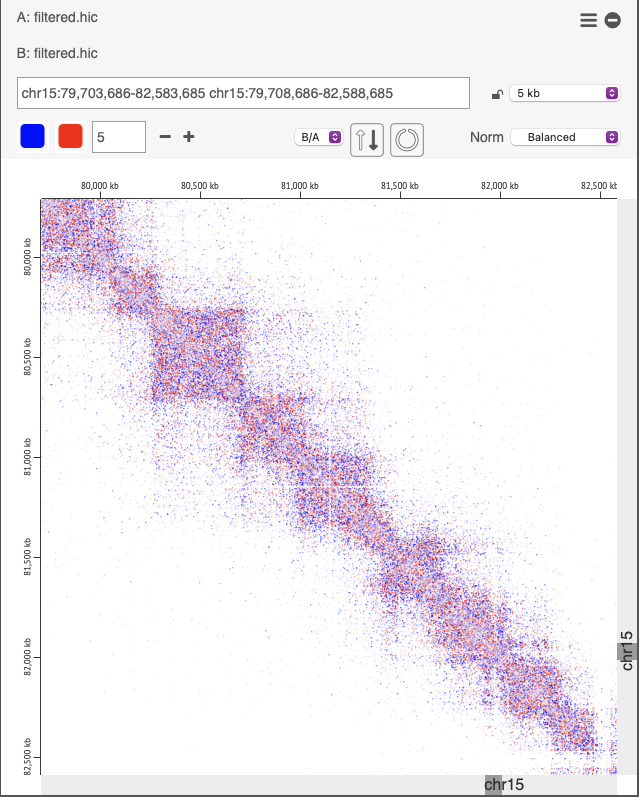 A: filtered.hic
B: filtered.hic
chr15:79,703,686-82,583,685 chr15:79,708,686-82,588,685
5 kb
5
B/A
Norm
Balanced
80,000 kb
80,500 kb
81,000 kb
81,500 kb
82,000 kb
82,500 kb
80,000 kb
80,500 kb
81,000 kb
81,500 kb
82,000 kb
82,500 kb
chr15
chr15